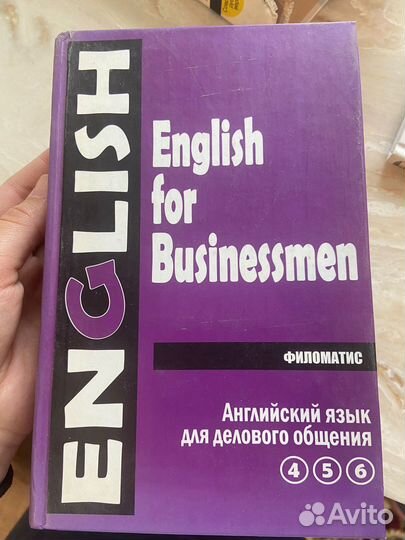 ENGLISH
English
for
Businessmen
ФИЛОМАТИС
Английский язык
для делового общения
4 5 6
Avito